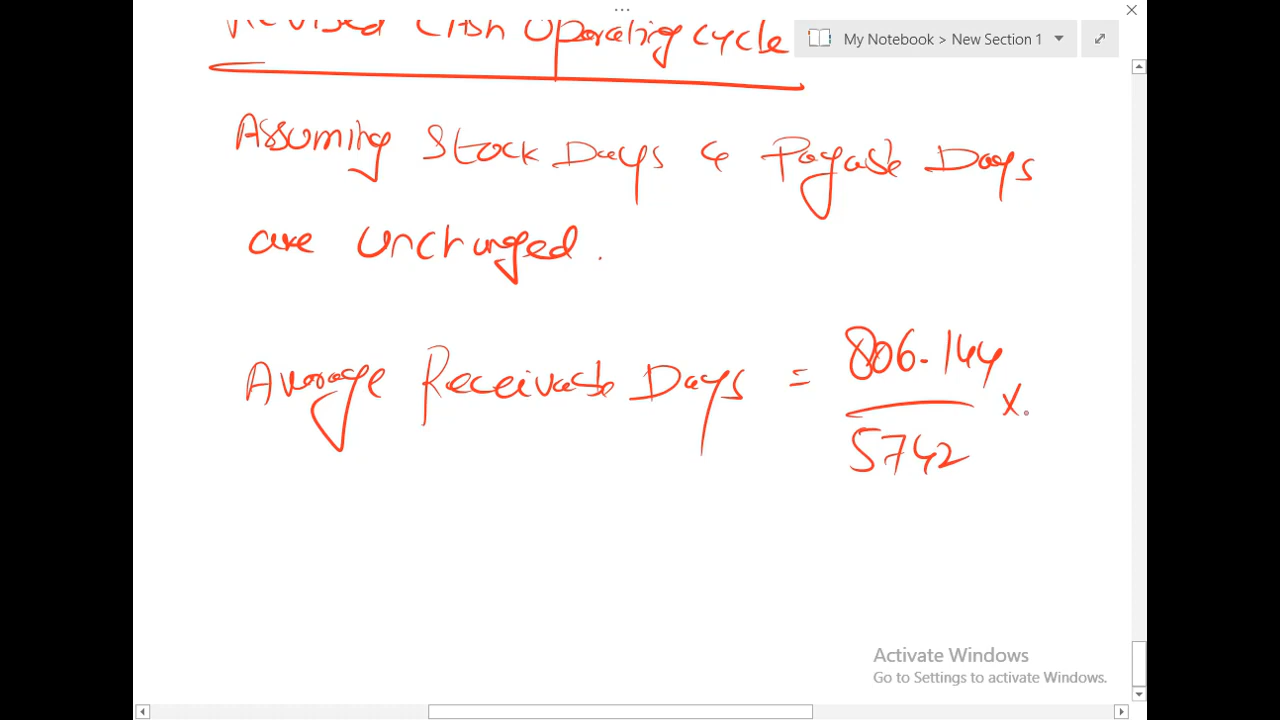 Revised Cash Operating cycle
My Notebook > New Section 1
Assuming Stock Days & Payable Days
are Unchanged.
Average Receivable Days = 806.144
×.
5742
Activate Windows
Go to Settings to activate Windows.